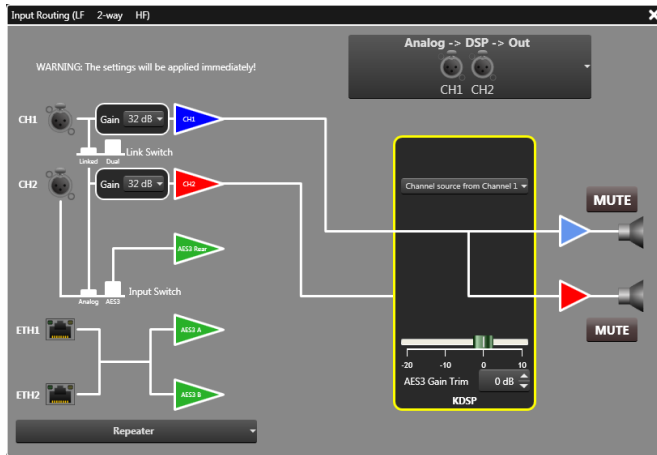 Input Routing (LF 2-way HF)
Analog -> DSP -> Out
WARNING: The settings will be applied immediately!
CH1 CH2
CH1
Gain 32 dB
CH1
Link Switch
Linked Dual
CH2
Gain 32 dB
CH2
Channel source from Channel 1
MUTE
AES3 Rear
Input Switch
Analog AES3
ETH1
AES3 A
MUTE
-20 -10 0 10
AES3 Gain Trim 0 dB
ETH2
AES3 B
KDSP
Repeater